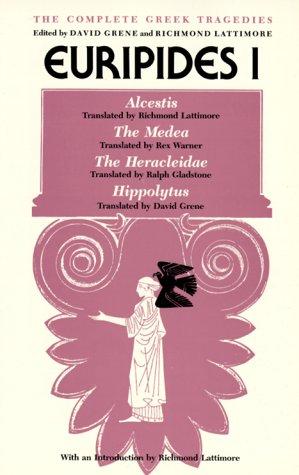 THE COMPLETE GREEK TRAGEDIES
Edited by DAVID GRENE and RICHMOND LATTIMORE
EURIPIDES I
Alcestis
Translated by Richmond Lattimore
The Medea
Translated by Rex Warner
The Heracleidae
Translated by Ralph Gladstone
Hippolytus
Translated by David Grene
With an Introduction by Richmond Lattimore